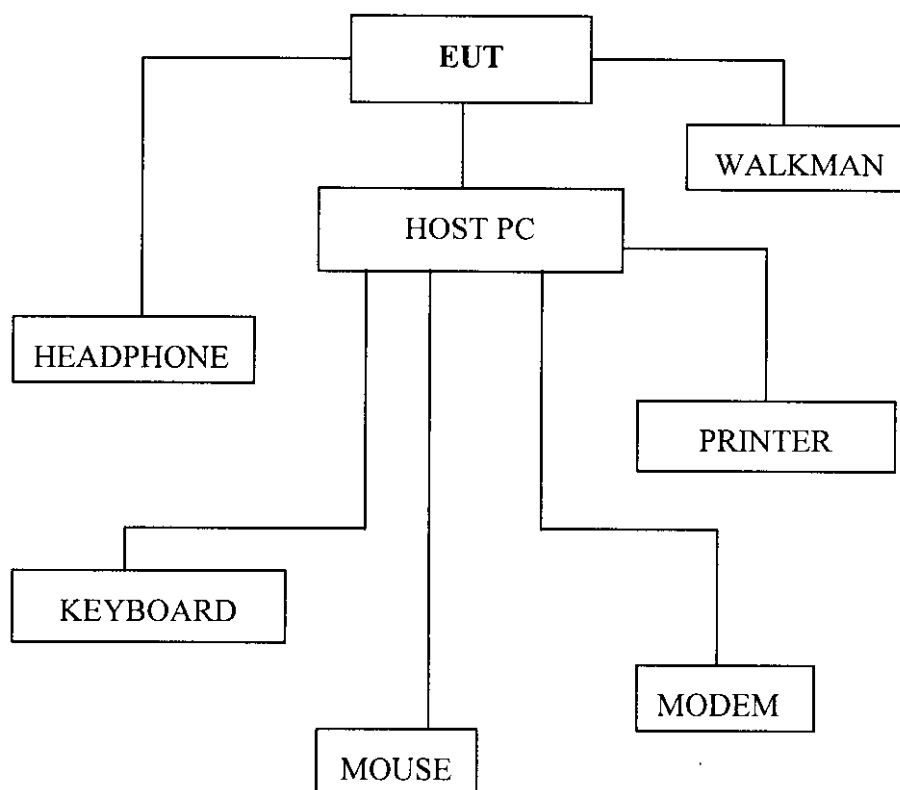 EUT
WALKMAN
HOST PC
HEADPHONE
PRINTER
KEYBOARD
MODEM
MOUSE